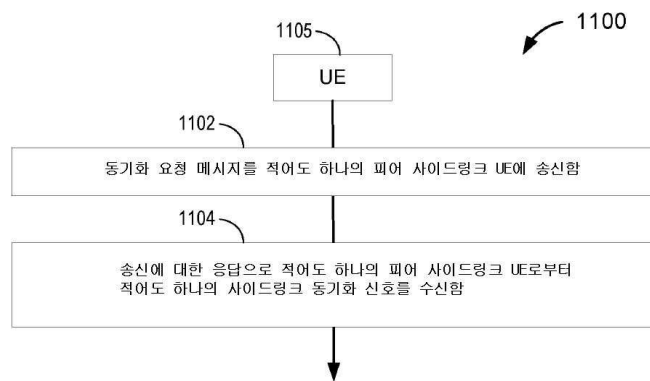 1105
1100
UE
1102
동기화 요청 메시지를 적어도 하나의 피어 사이드링크 UE에 송신함
1104
송신에 대한 응답으로 적어도 하나의 피어 사이드링크 UE로부터
적어도 하나의 사이드링크 동기화 신호를 수신함